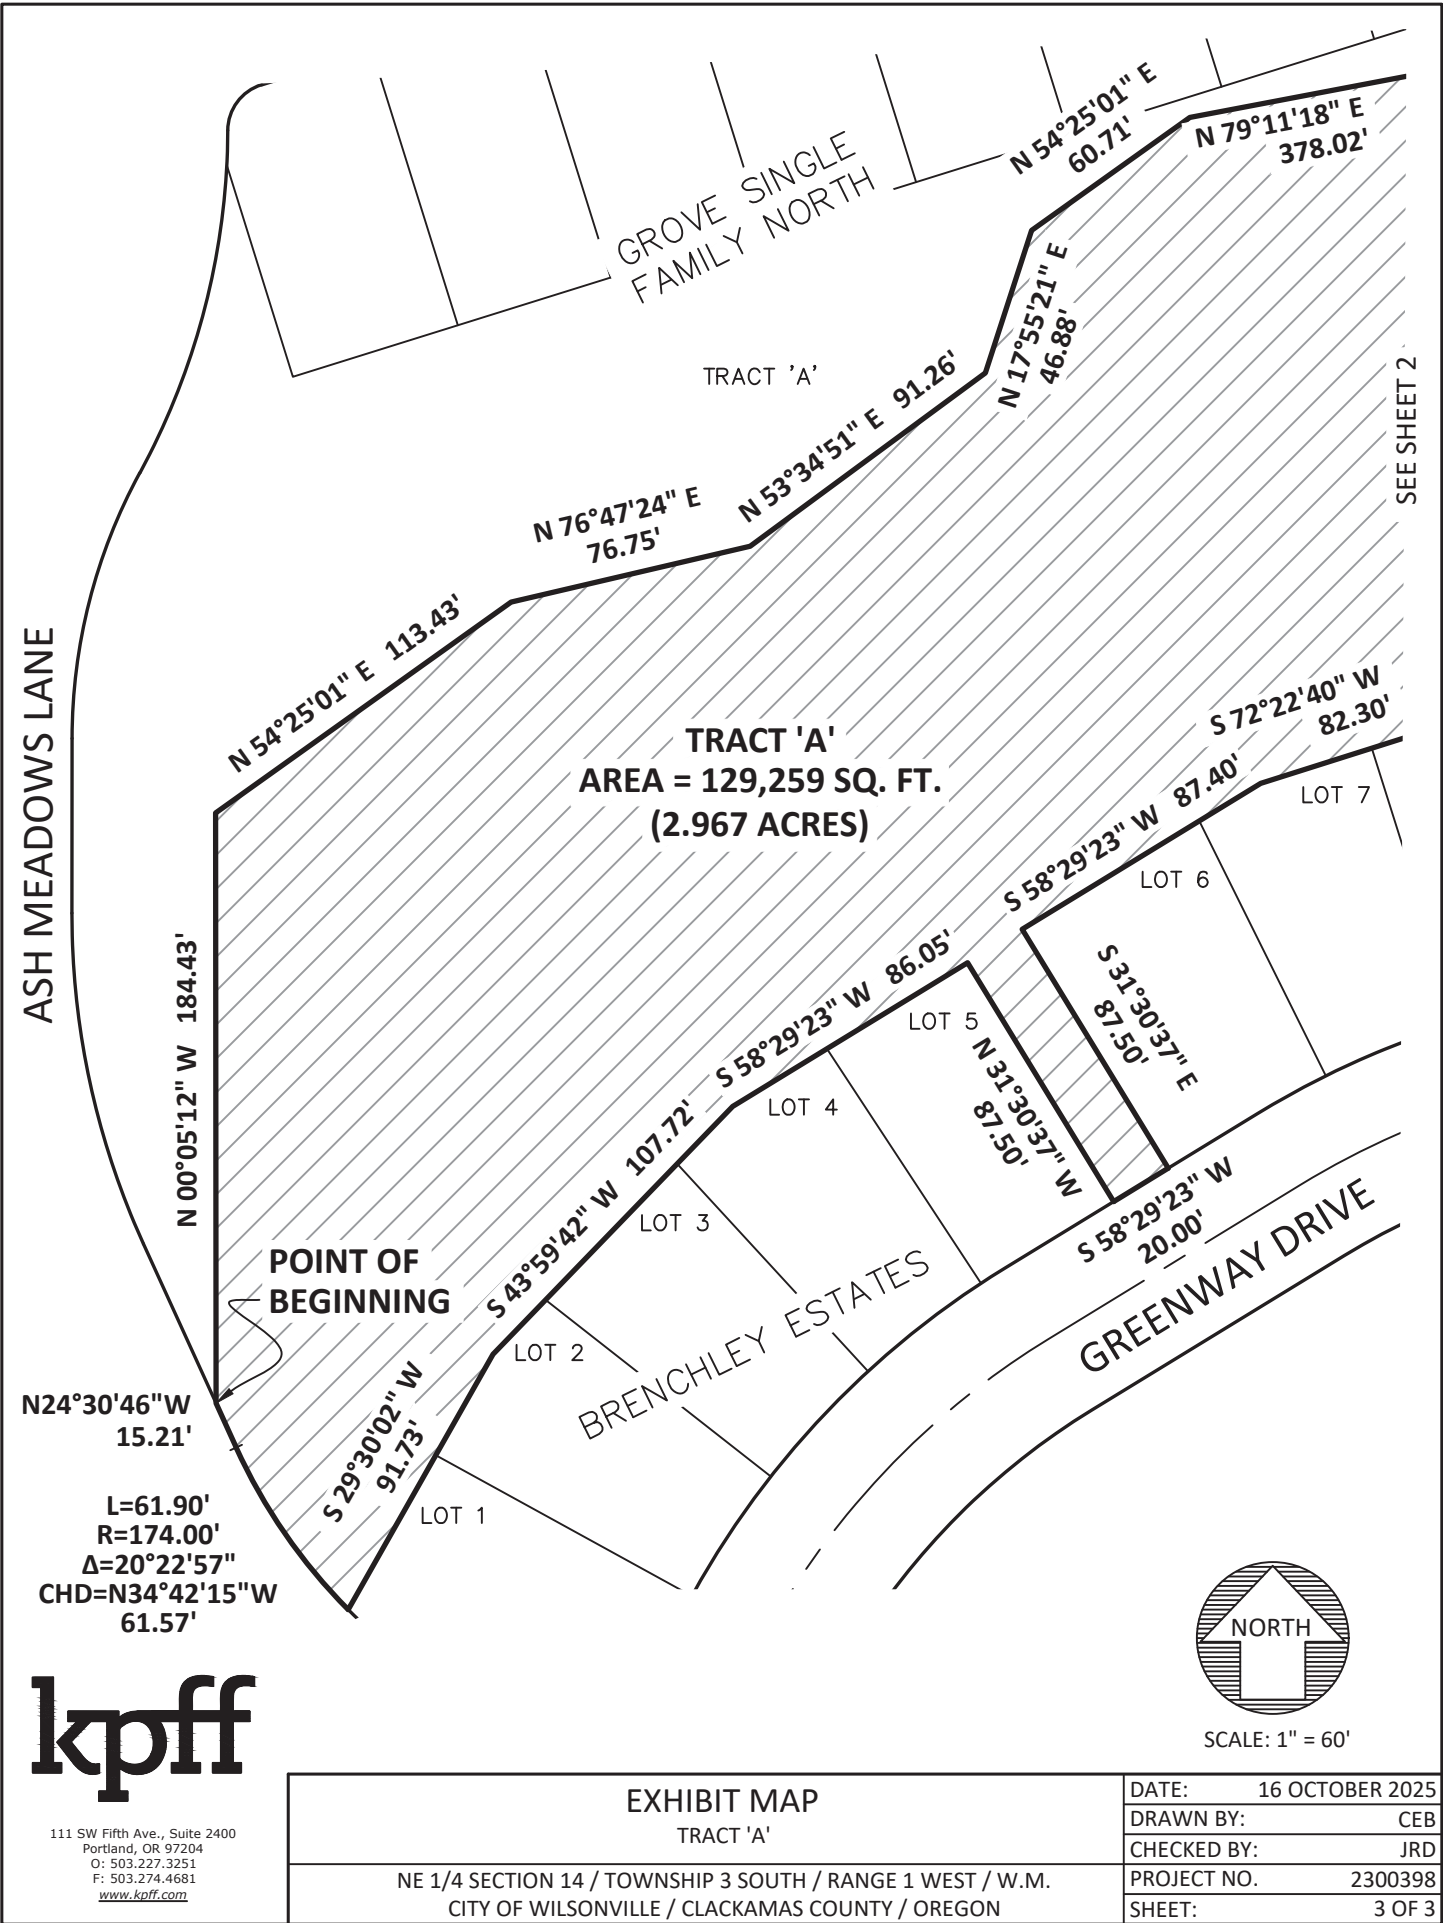 N 54°25'01" E
60.71'
N 79°11'18" E
378.02'
GROVE SINGLE
FAMILY NORTH
N 17°55'21" E
46.88'
TRACT 'A'
N 53°34'51" E 91.26'
SEE SHEET 2
N 76°47'24" E
76.75'
N 54°25'01" E 113.43'
ASH MEADOWS LANE
TRACT 'A'
AREA = 129,259 SQ. FT.
(2.967 ACRES)
S 72°22'40" W
82.30'
S 58°29'23" W 87.40'
LOT 7
LOT 6
S 31°30'37" E
87.50'
S 58°29'23" W 86.05'
LOT 5
N 31°30'37" W
87.50'
LOT 4
N 00°05'12" W 184.43'
S 43°59'42" W 107.72'
LOT 3
S 58°29'23" W
20.00'
GREENWAY DRIVE
POINT OF
BEGINNING
BRENCHLEY ESTATES
LOT 2
N24°30'46"W
15.21'
S 29°30'02" W
91.73'
LOT 1
L=61.90'
R=174.00'
Δ=20°22'57"
CHD=N34°42'15"W
61.57'
NORTH
SCALE: 1" = 60'
kpff
111 SW Fifth Ave., Suite 2400
Portland, OR 97204
O: 503.227.3251
F: 503.274.4681
www.kpff.com
EXHIBIT MAP
TRACT 'A'
NE 1/4 SECTION 14 / TOWNSHIP 3 SOUTH / RANGE 1 WEST / W.M.
CITY OF WILSONVILLE / CLACKAMAS COUNTY / OREGON
DATE: 16 OCTOBER 2025
DRAWN BY: CEB
CHECKED BY: JRD
PROJECT NO. 2300398
SHEET: 3 OF 3